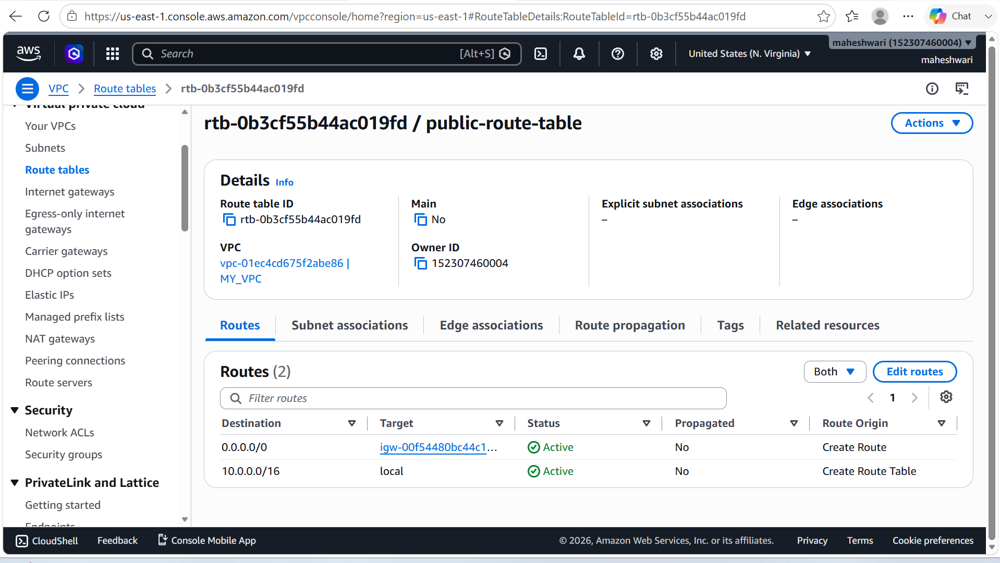 https://us-east-1.console.aws.amazon.com/vpcconsole/home?region=us-east-1#RouteTableDetails:RouteTableId=rtb-0b3cf55b44ac019fd
Chat
aws
Search [Alt+S]
United States (N. Virginia)
maheshwari (152307460004)
maheshwari
VPC > Route tables > rtb-0b3cf55b44ac019fd
Virtual private cloud
Your VPCs
Subnets
Route tables
Internet gateways
Egress-only internet
gateways
Carrier gateways
DHCP option sets
Elastic IPs
Managed prefix lists
NAT gateways
Peering connections
Route servers
Security
Network ACLs
Security groups
PrivateLink and Lattice
Getting started
Endpoints
rtb-0b3cf55b44ac019fd / public-route-table
Actions
Details Info
Route table ID
rtb-0b3cf55b44ac019fd
Main
No
Explicit subnet associations
–
Edge associations
–
VPC
vpc-01ec4cd675f2abe86 |
MY_VPC
Owner ID
152307460004
Routes Subnet associations Edge associations Route propagation Tags Related resources
Routes (2)
Both
Edit routes
Filter routes
1
Destination Target Status Propagated Route Origin
0.0.0.0/0 igw-00f54480bc44c1... Active No Create Route
10.0.0.0/16 local Active No Create Route Table
CloudShell Feedback Console Mobile App © 2026, Amazon Web Services, Inc. or its affiliates. Privacy Terms Cookie preferences